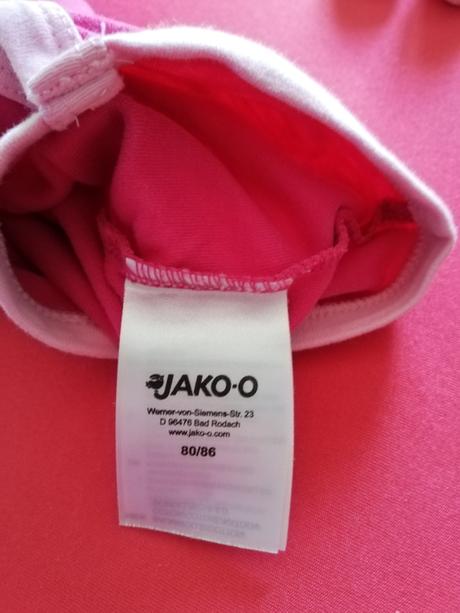 JAKO-O
Werner-von-Siemens-Str. 23
D 96476 Bad Rodach
www.jako-o.com
80/86